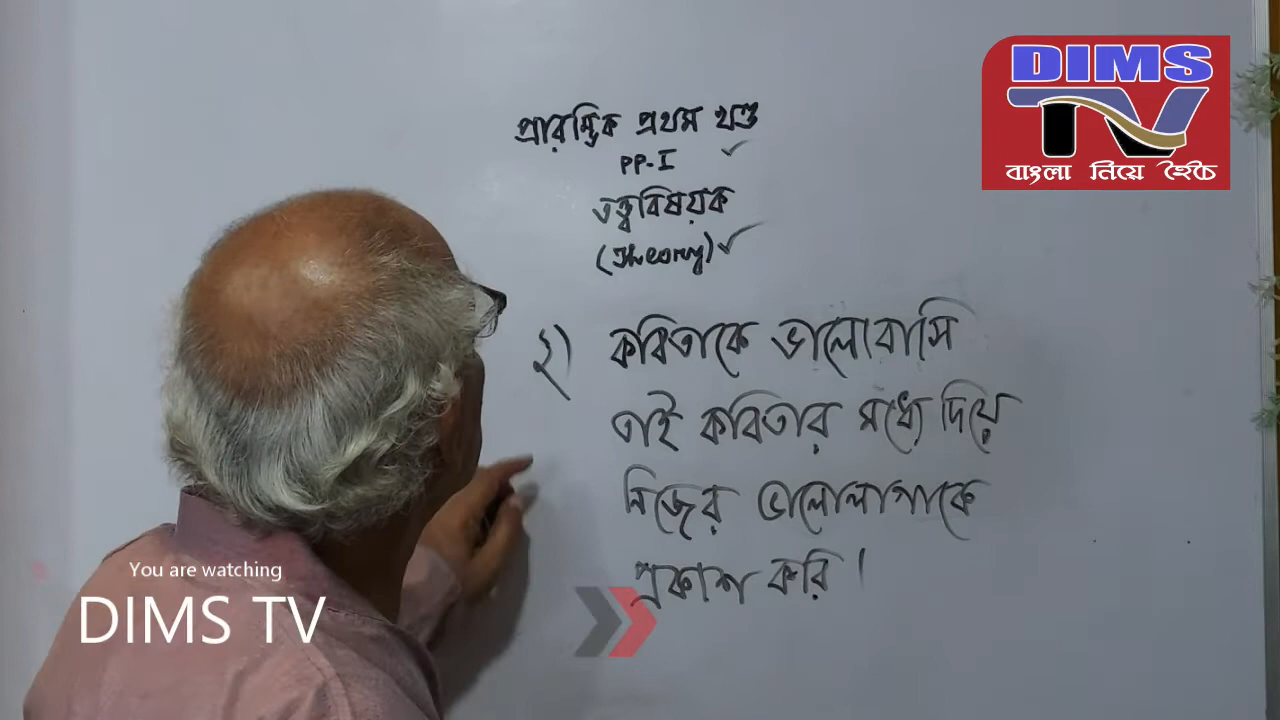 DIMS
TV
বাংলা নিয়ে হৈচৈ
প্রারম্ভিক প্রথম খণ্ড
PP-I
তত্ত্ববিষয়ক
(Theory)
২) কবিতাকে ভালোবাসি
তাই কবিতার মধ্যে দিয়ে
নিজের ভালোলাগাকে
প্রকাশ করি।
You are watching
DIMS TV